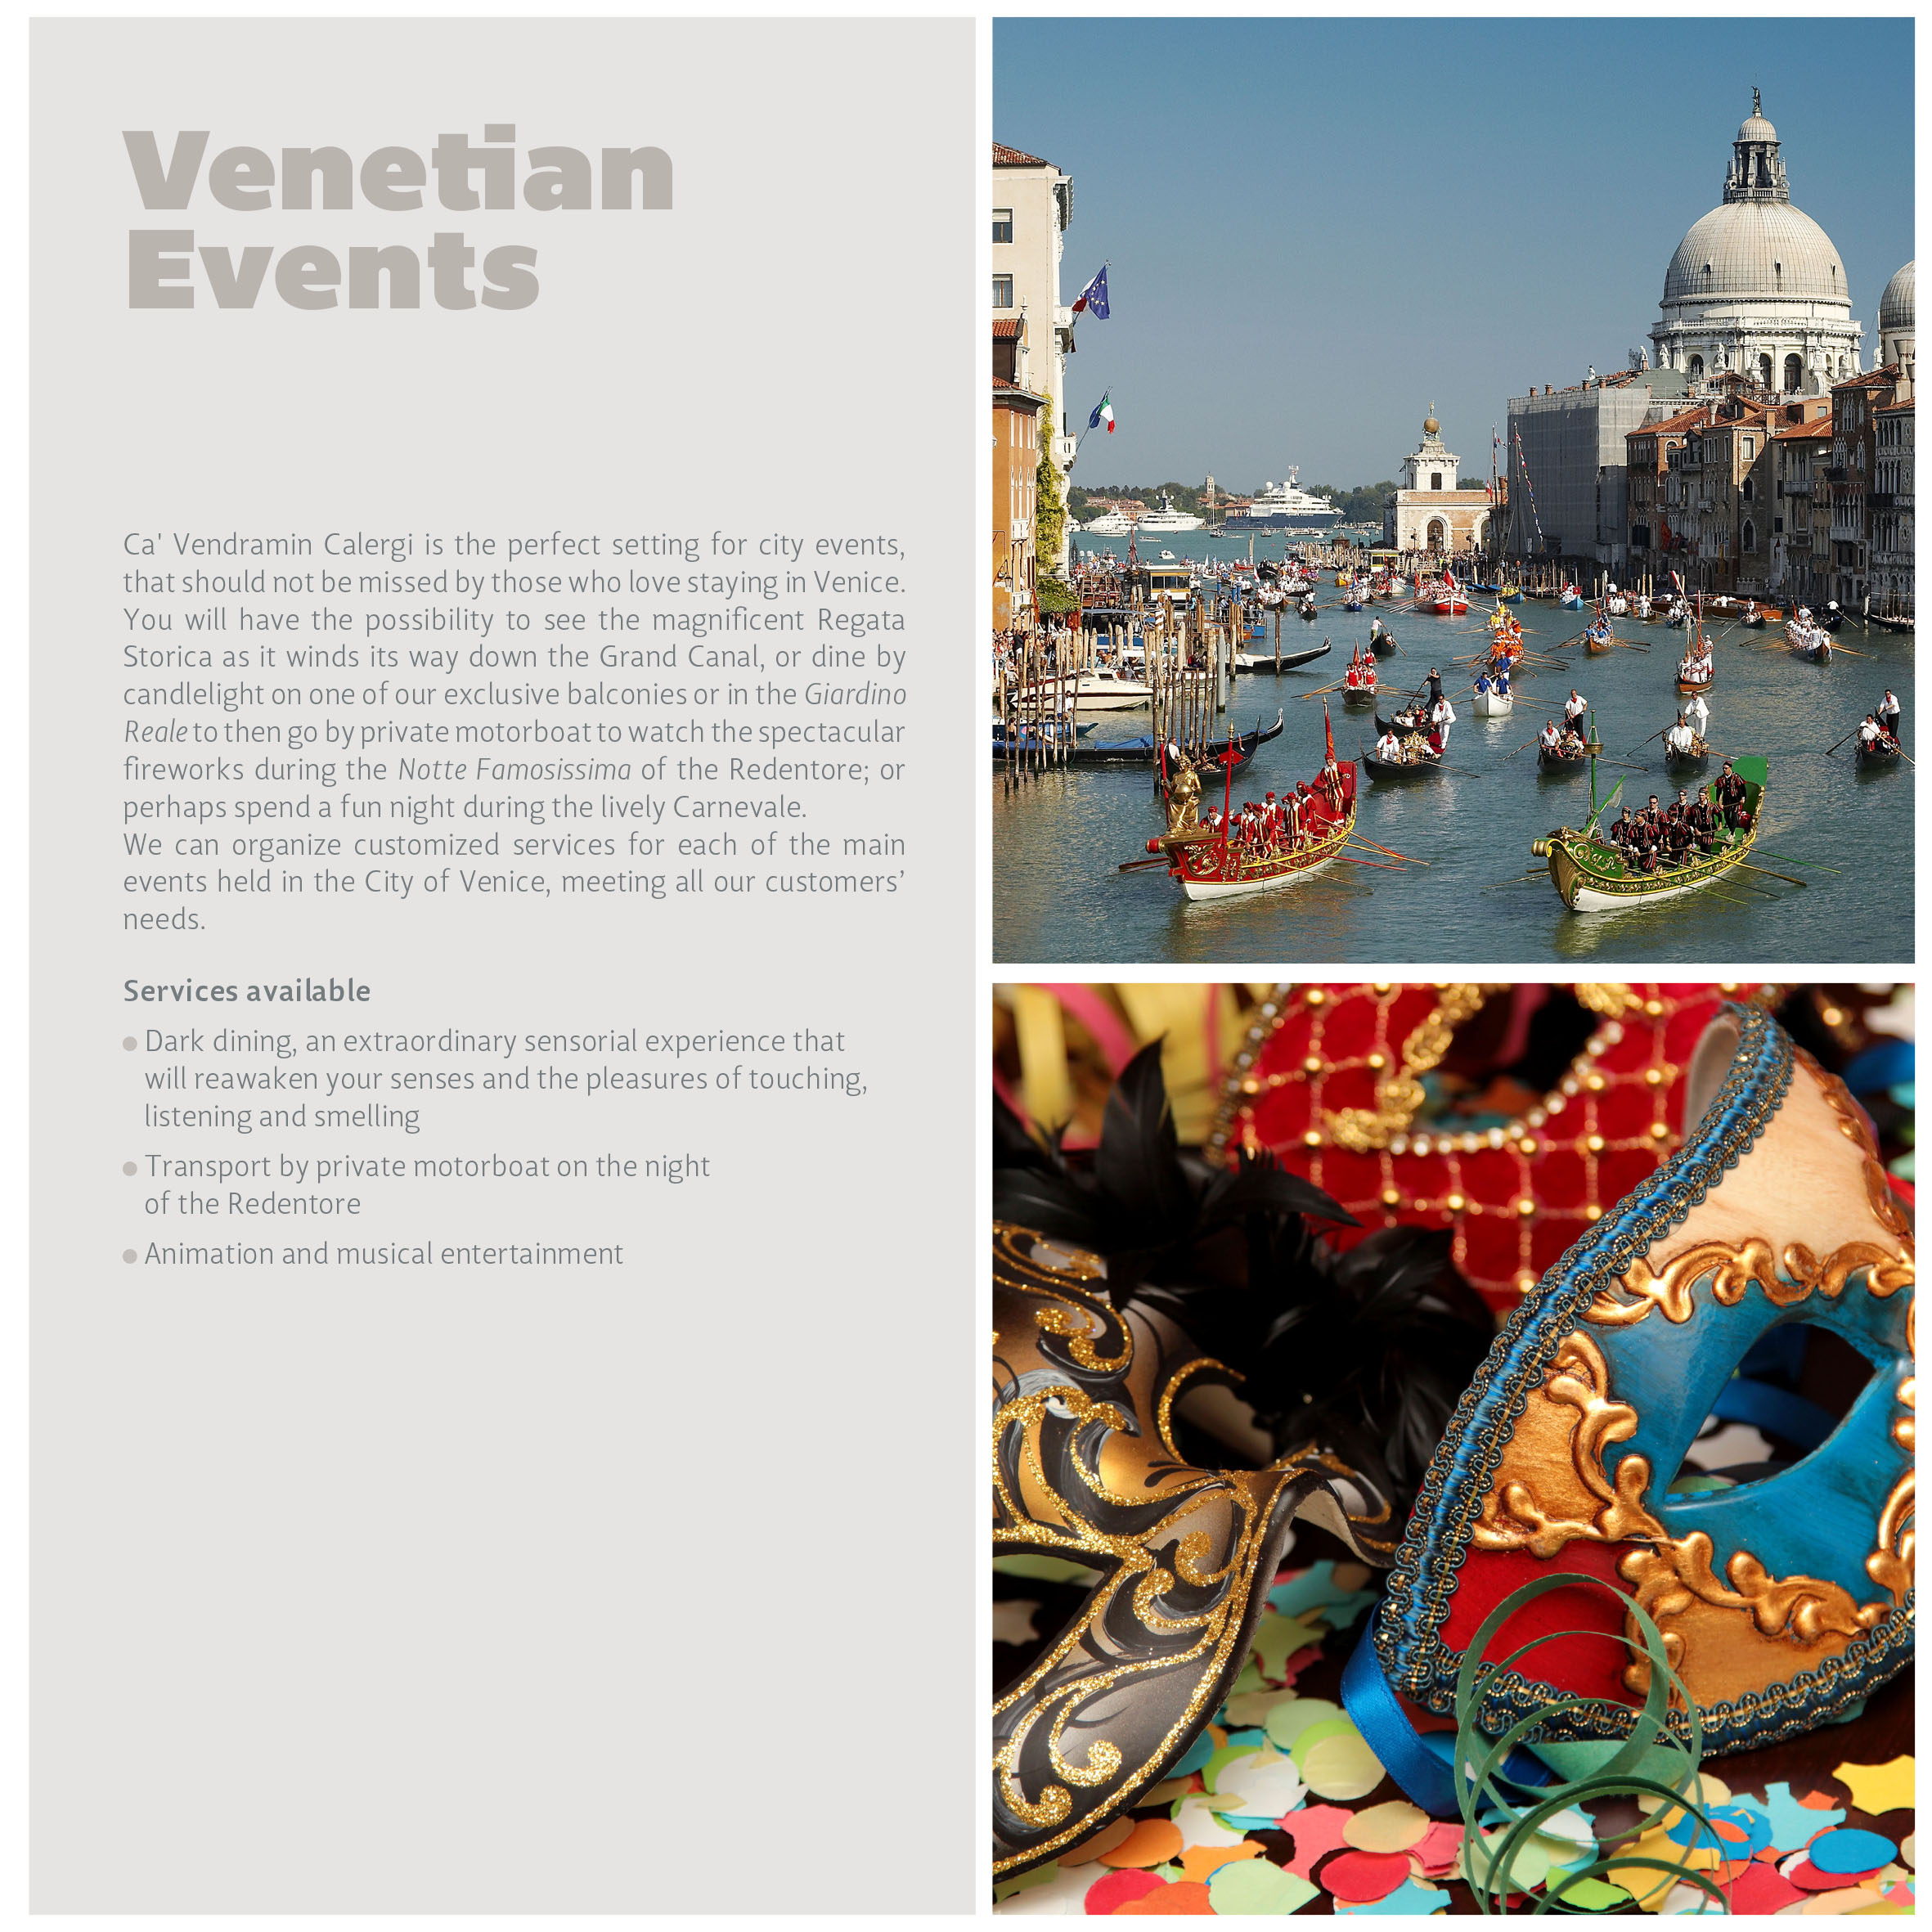 Venetian
Events
Ca' Vendramin Calergi is the perfect setting for city events,
that should not be missed by those who love staying in Venice.
You will have the possibility to see the magnificent Regata
Storica as it winds its way down the Grand Canal, or dine by
candlelight on one of our exclusive balconies or in the Giardino
Reale to then go by private motorboat to watch the spectacular
fireworks during the Notte Famosissima of the Redentore; or
perhaps spend a fun night during the lively Carnevale.
We can organize customized services for each of the main
events held in the City of Venice, meeting all our customers’
needs.
Services available
● Dark dining, an extraordinary sensorial experience that
will reawaken your senses and the pleasures of touching,
listening and smelling
● Transport by private motorboat on the night
of the Redentore
● Animation and musical entertainment